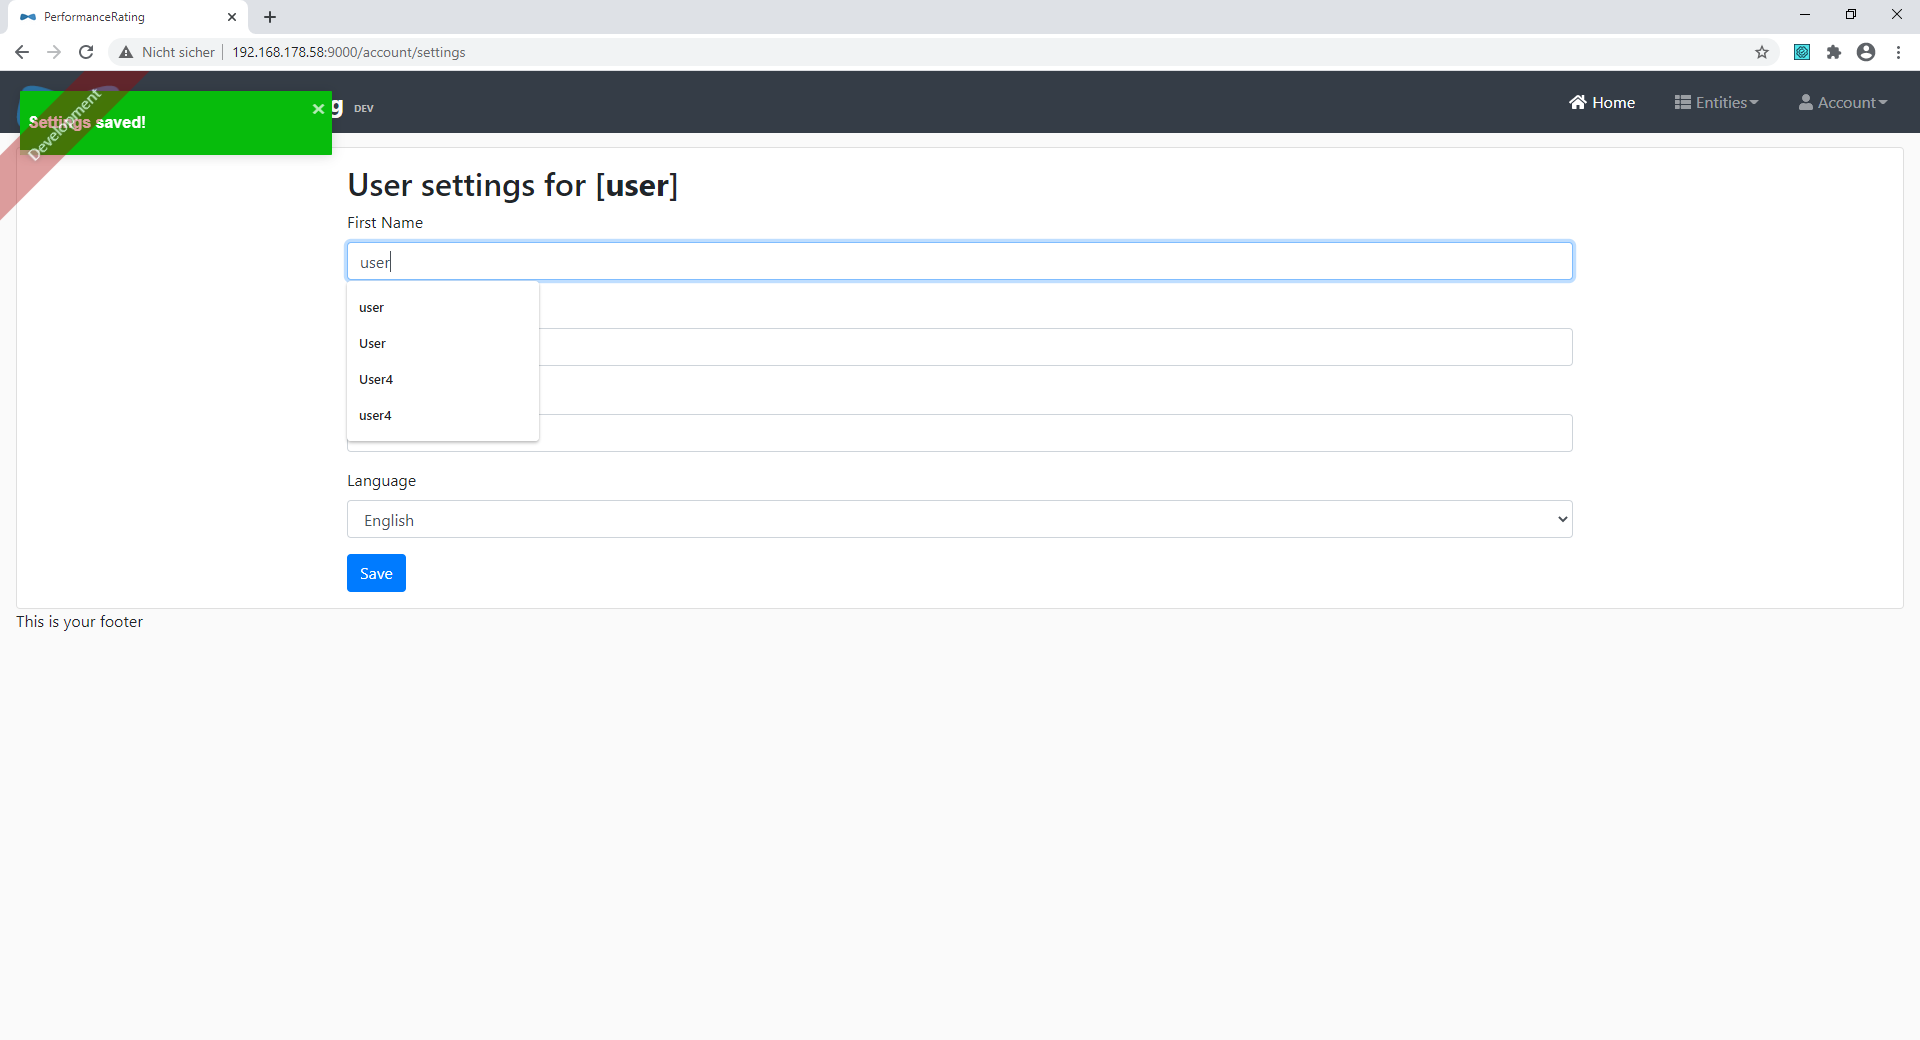 PerformanceRating
Nicht sicher 192.168.178.58:9000/account/settings
Development
g DEV
Home Entities Account
Settings saved!
User settings for [user]
First Name
user
user
User
User4
user4
Language
English
Save
This is your footer